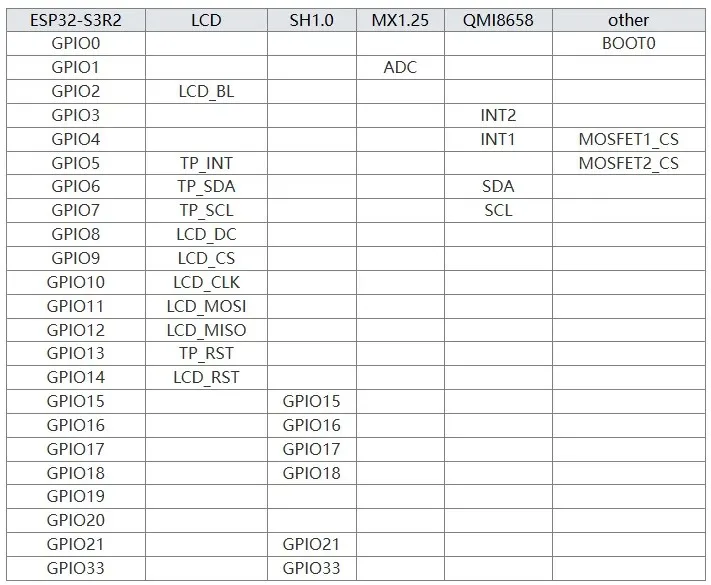 ESP32-S3R2 LCD SH1.0 MX1.25 QMI8658 other
GPIO0 BOOT0
GPIO1 ADC
GPIO2 LCD_BL
GPIO3 INT2
GPIO4 INT1 MOSFET1_CS
GPIO5 TP_INT MOSFET2_CS
GPIO6 TP_SDA SDA
GPIO7 TP_SCL SCL
GPIO8 LCD_DC
GPIO9 LCD_CS
GPIO10 LCD_CLK
GPIO11 LCD_MOSI
GPIO12 LCD_MISO
GPIO13 TP_RST
GPIO14 LCD_RST
GPIO15 GPIO15
GPIO16 GPIO16
GPIO17 GPIO17
GPIO18 GPIO18
GPIO19
GPIO20
GPIO21 GPIO21
GPIO33 GPIO33